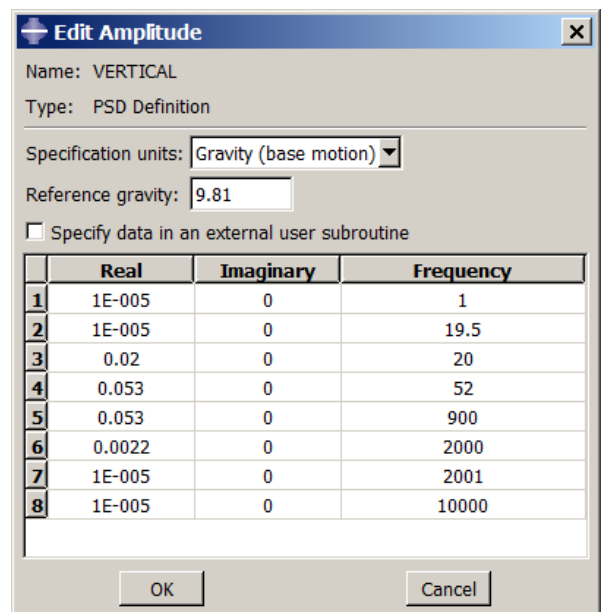 Edit Amplitude
Name: VERTICAL
Type: PSD Definition
Specification units: Gravity (base motion)
Reference gravity: 9.81
Specify data in an external user subroutine
Real Imaginary Frequency
1 1E-005 0 1
2 1E-005 0 19.5
3 0.02 0 20
4 0.053 0 52
5 0.053 0 900
6 0.0022 0 2000
7 1E-005 0 2001
8 1E-005 0 10000
OK Cancel